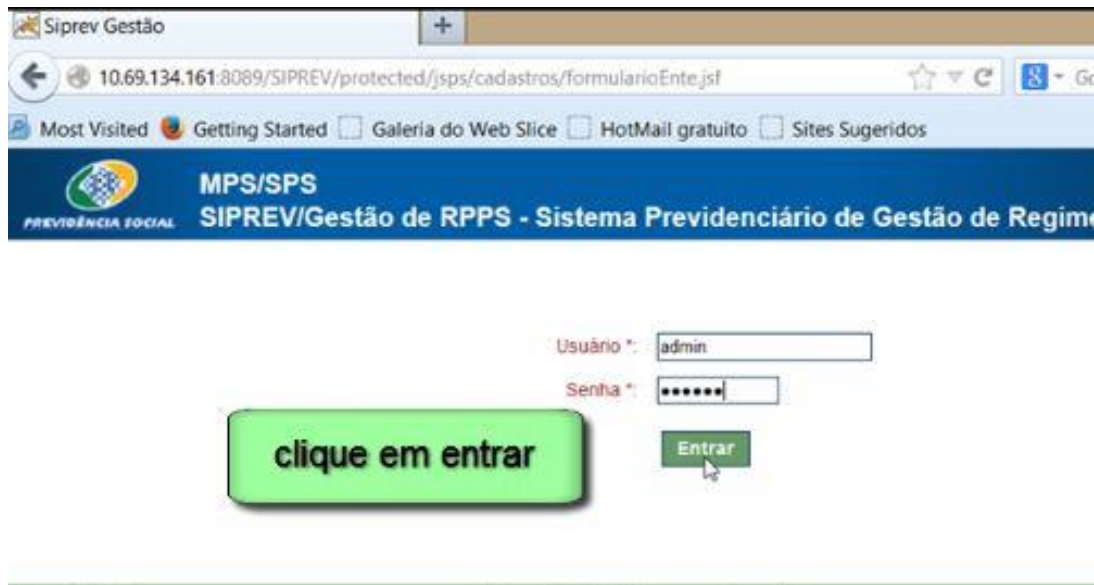 Siprev Gestão
+
10.69.134.161:8089/SIPREV/protected/jsps/cadastros/formularioEnte.jsf
8
Go
Most Visited Getting Started Galeria do Web Slice HotMail gratuito Sites Sugeridos
PREVIDÊNCIA SOCIAL
MPS/SPS
SIPREV/Gestão de RPPS - Sistema Previdenciário de Gestão de Regime
Usuário *: admin
Senha *: ••••••
clique em entrar
Entrar